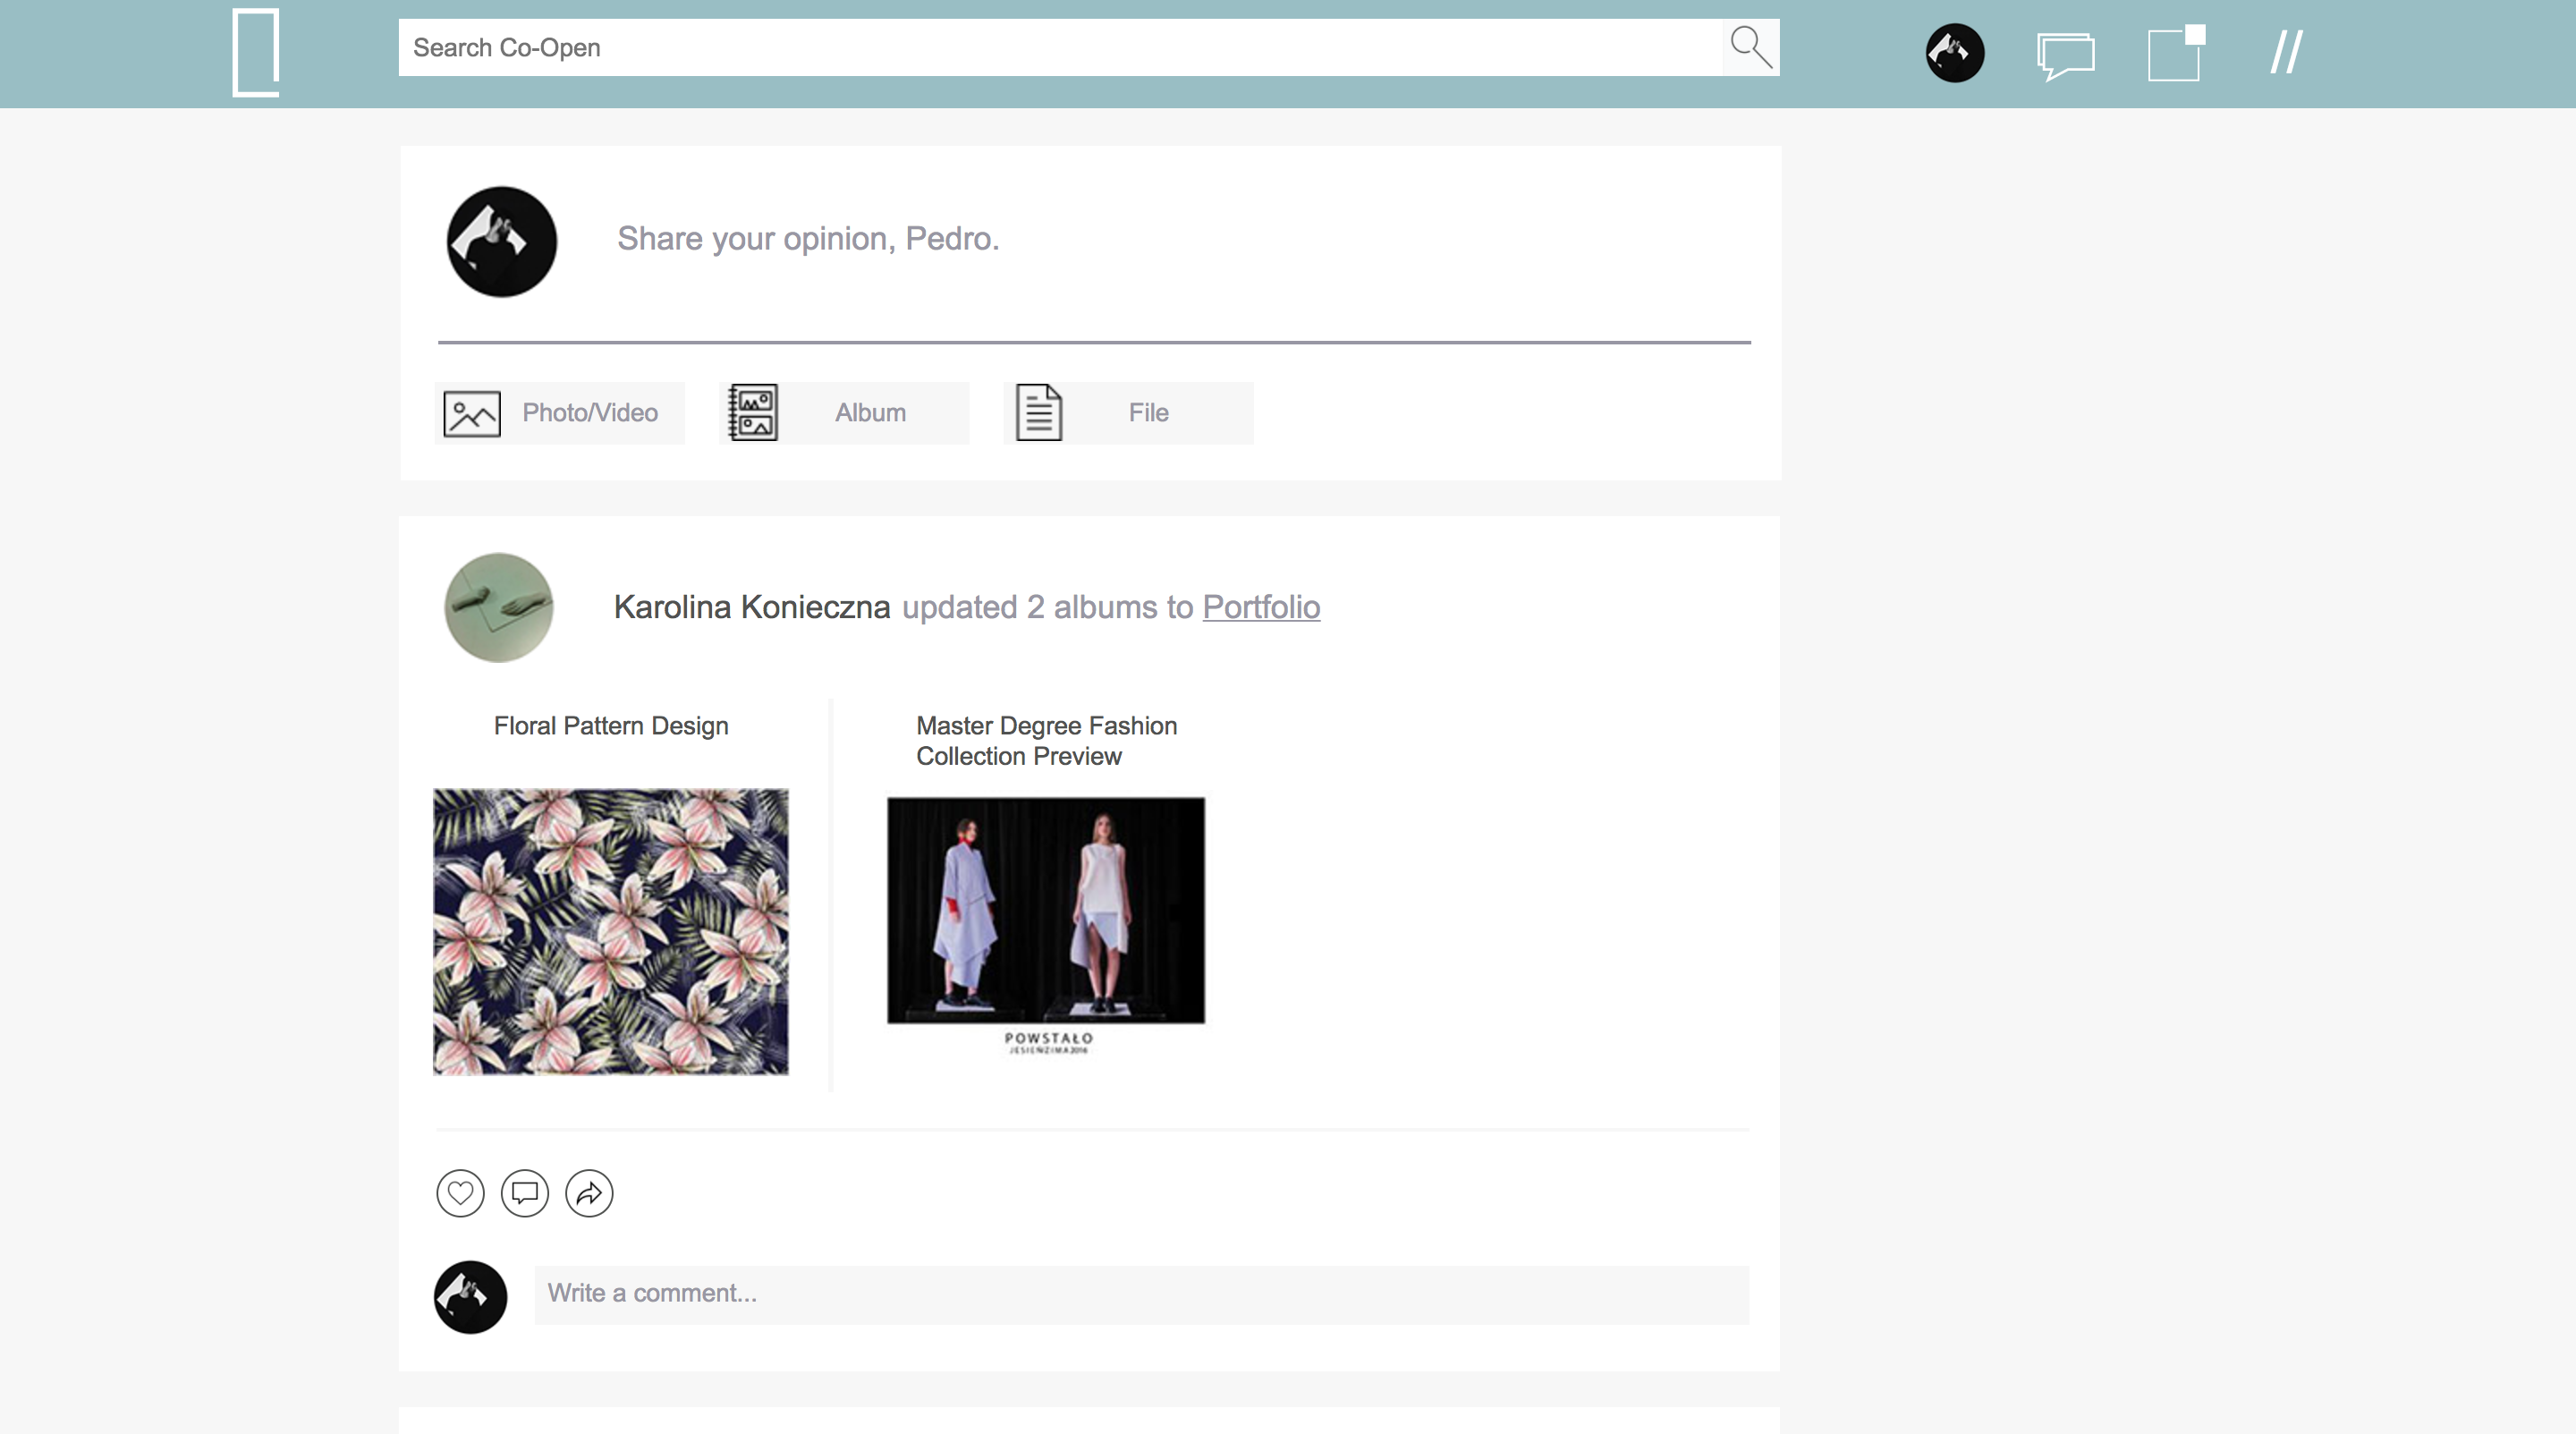 Search Co-Open
Share your opinion, Pedro.
Photo/Video
Album
File
Karolina Konieczna updated 2 albums to Portfolio
Floral Pattern Design
Master Degree Fashion
Collection Preview
POWSTAŁO
JESIEŃZIMA2016
Write a comment...